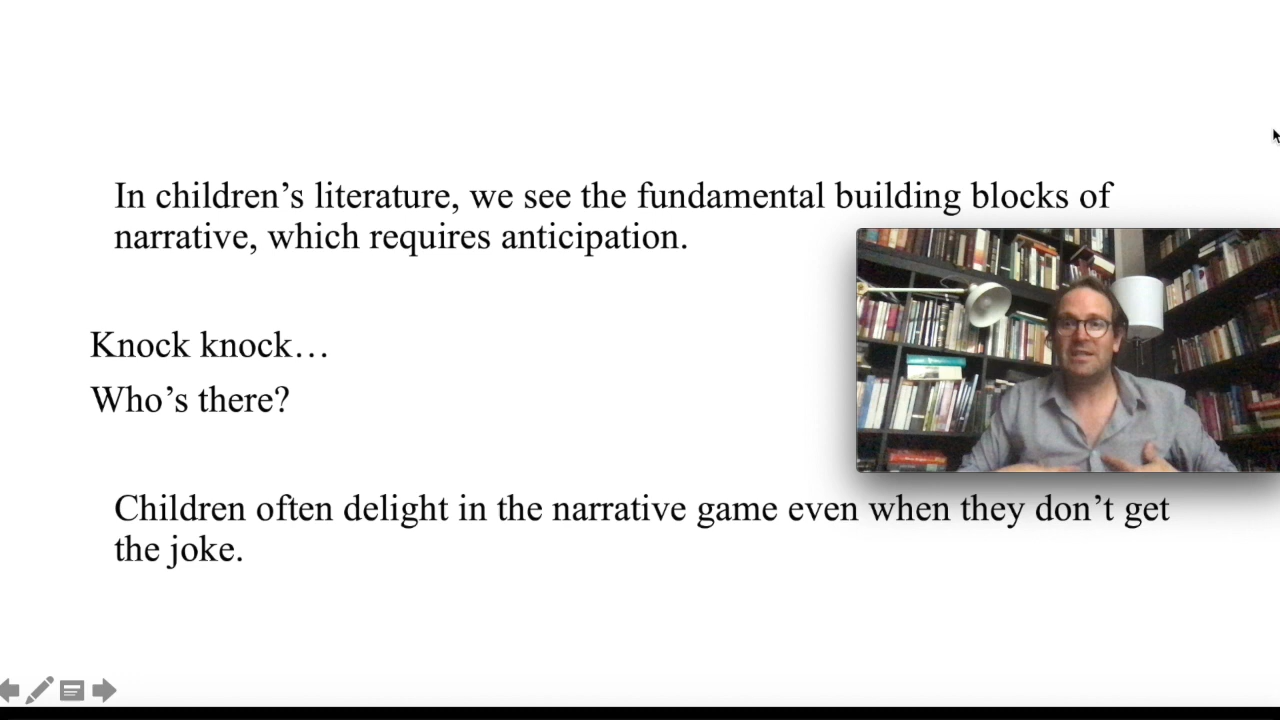 In children’s literature, we see the fundamental building blocks of
narrative, which requires anticipation.
Knock knock…
Who’s there?
Children often delight in the narrative game even when they don’t get
the joke.